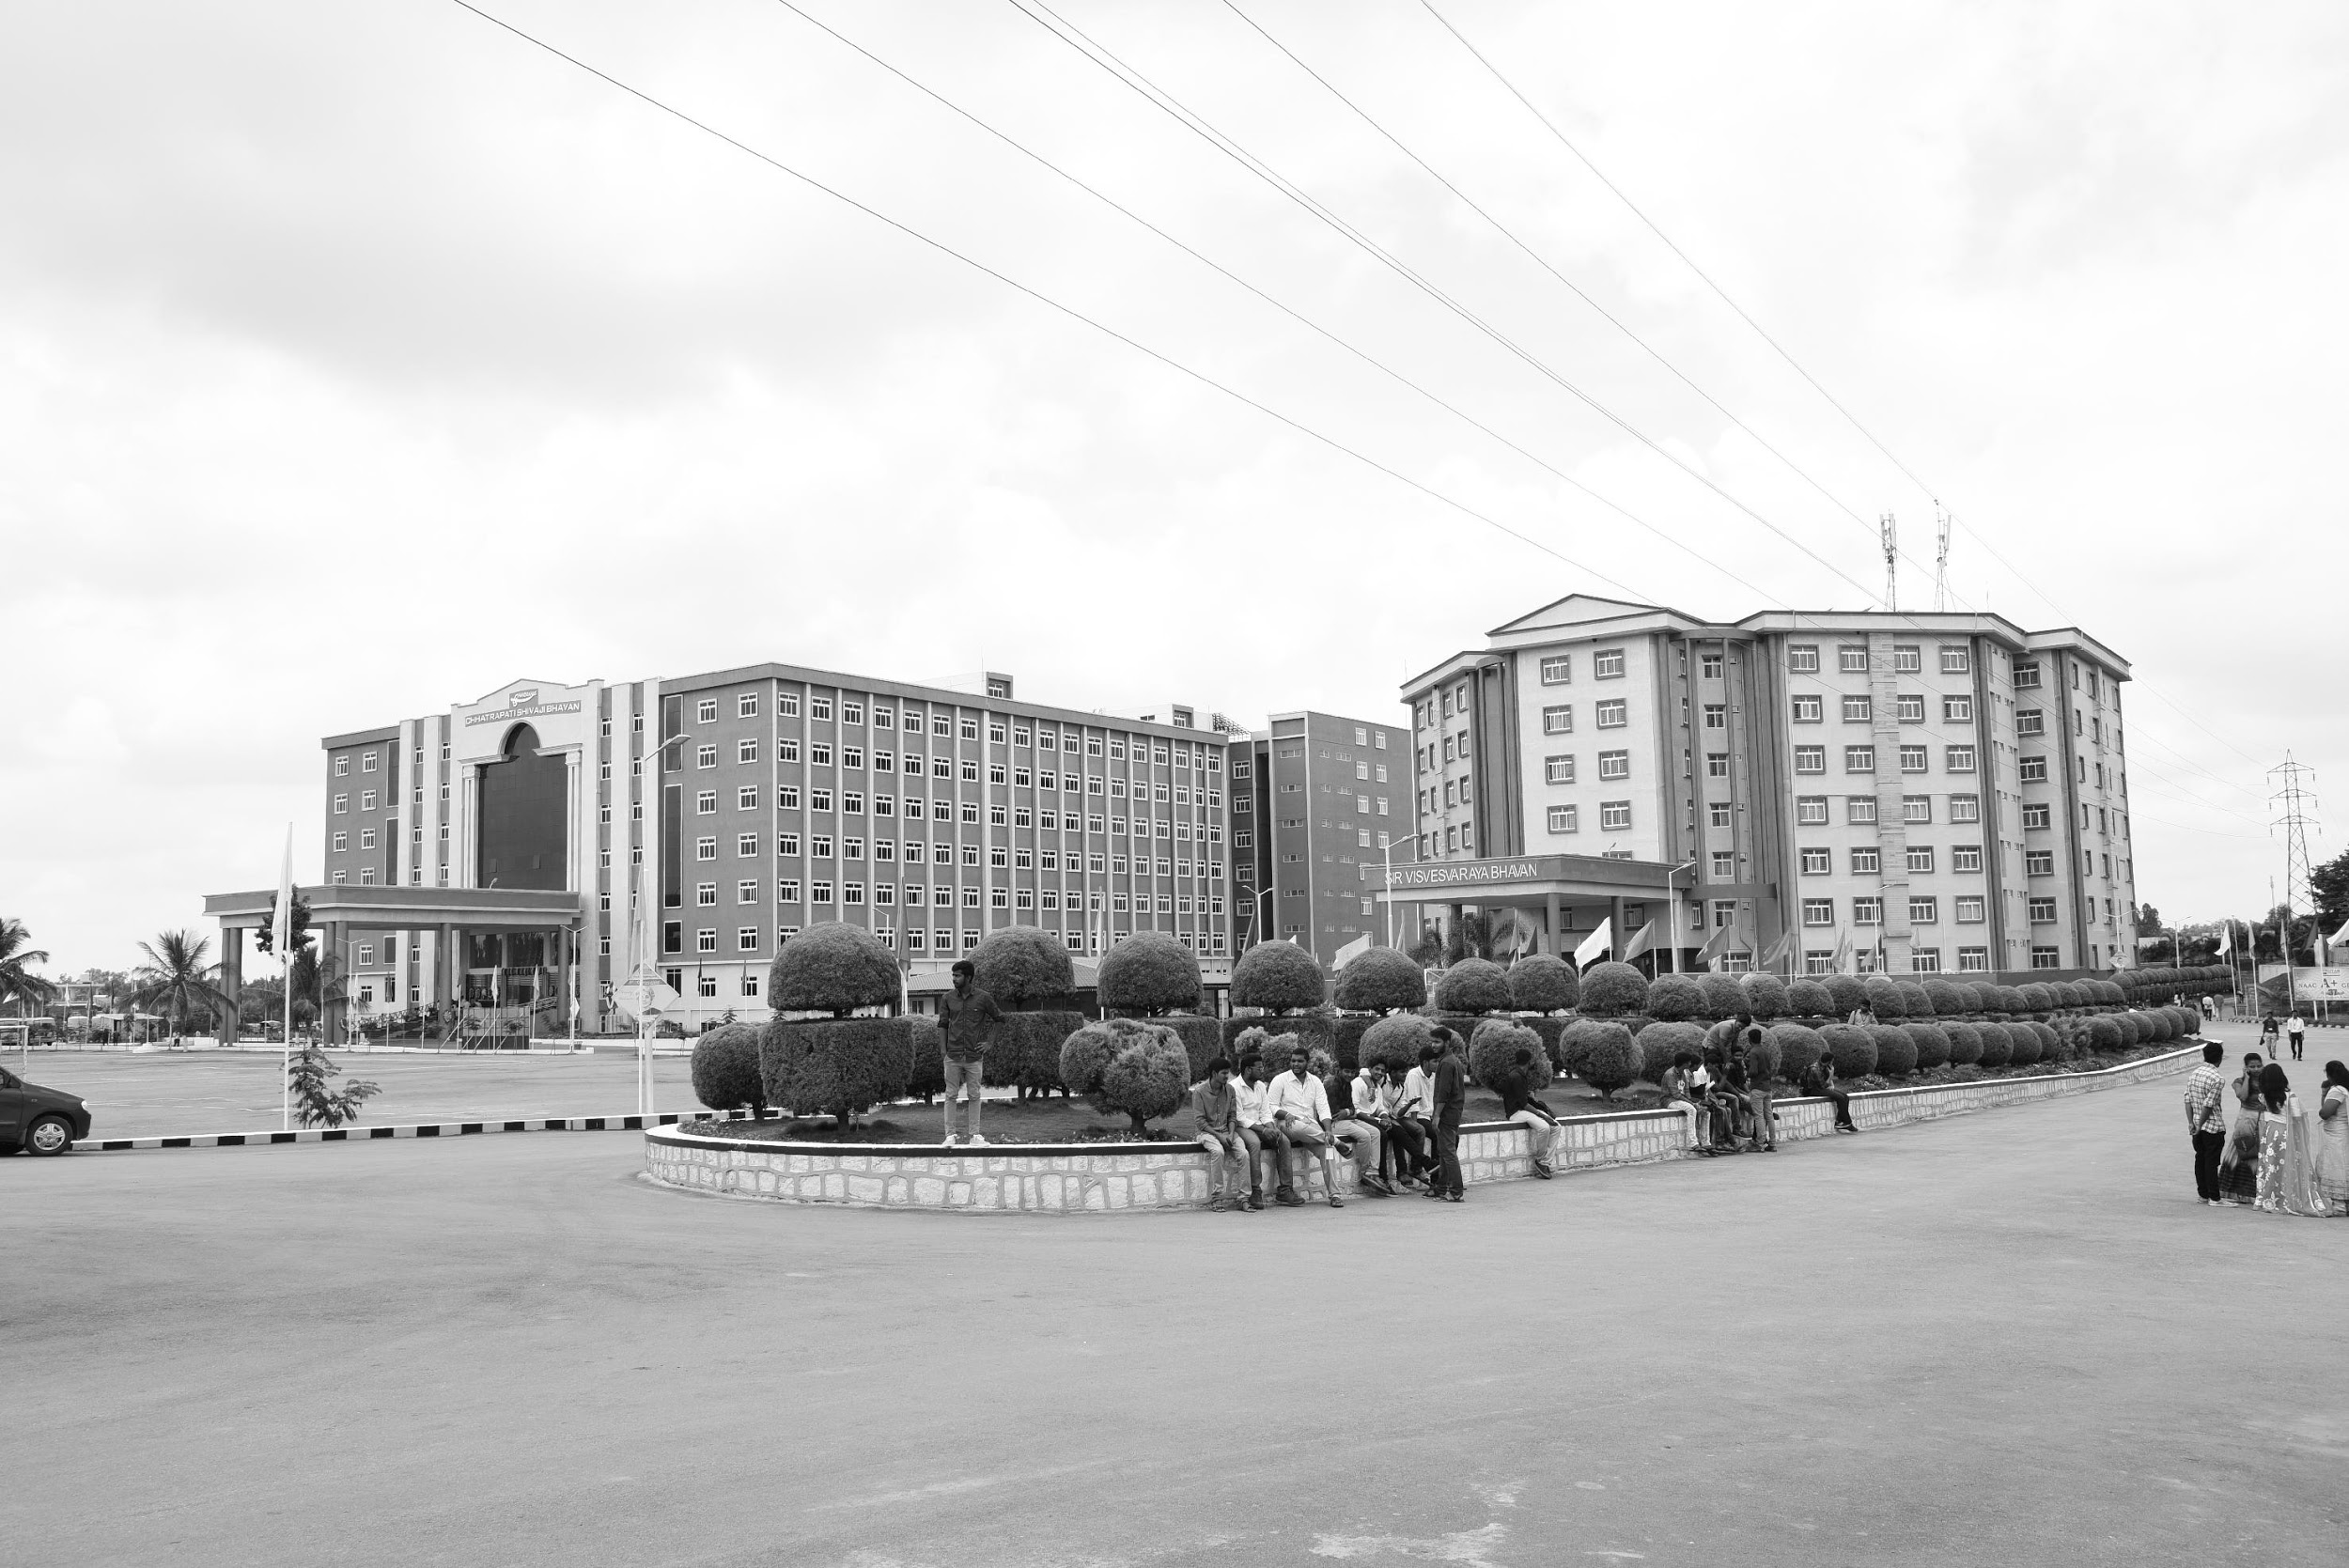 CHHATRAPATI SHIVAJI BHAVAN
SIR VISVESVARAYA BHAVAN
NAAC A+